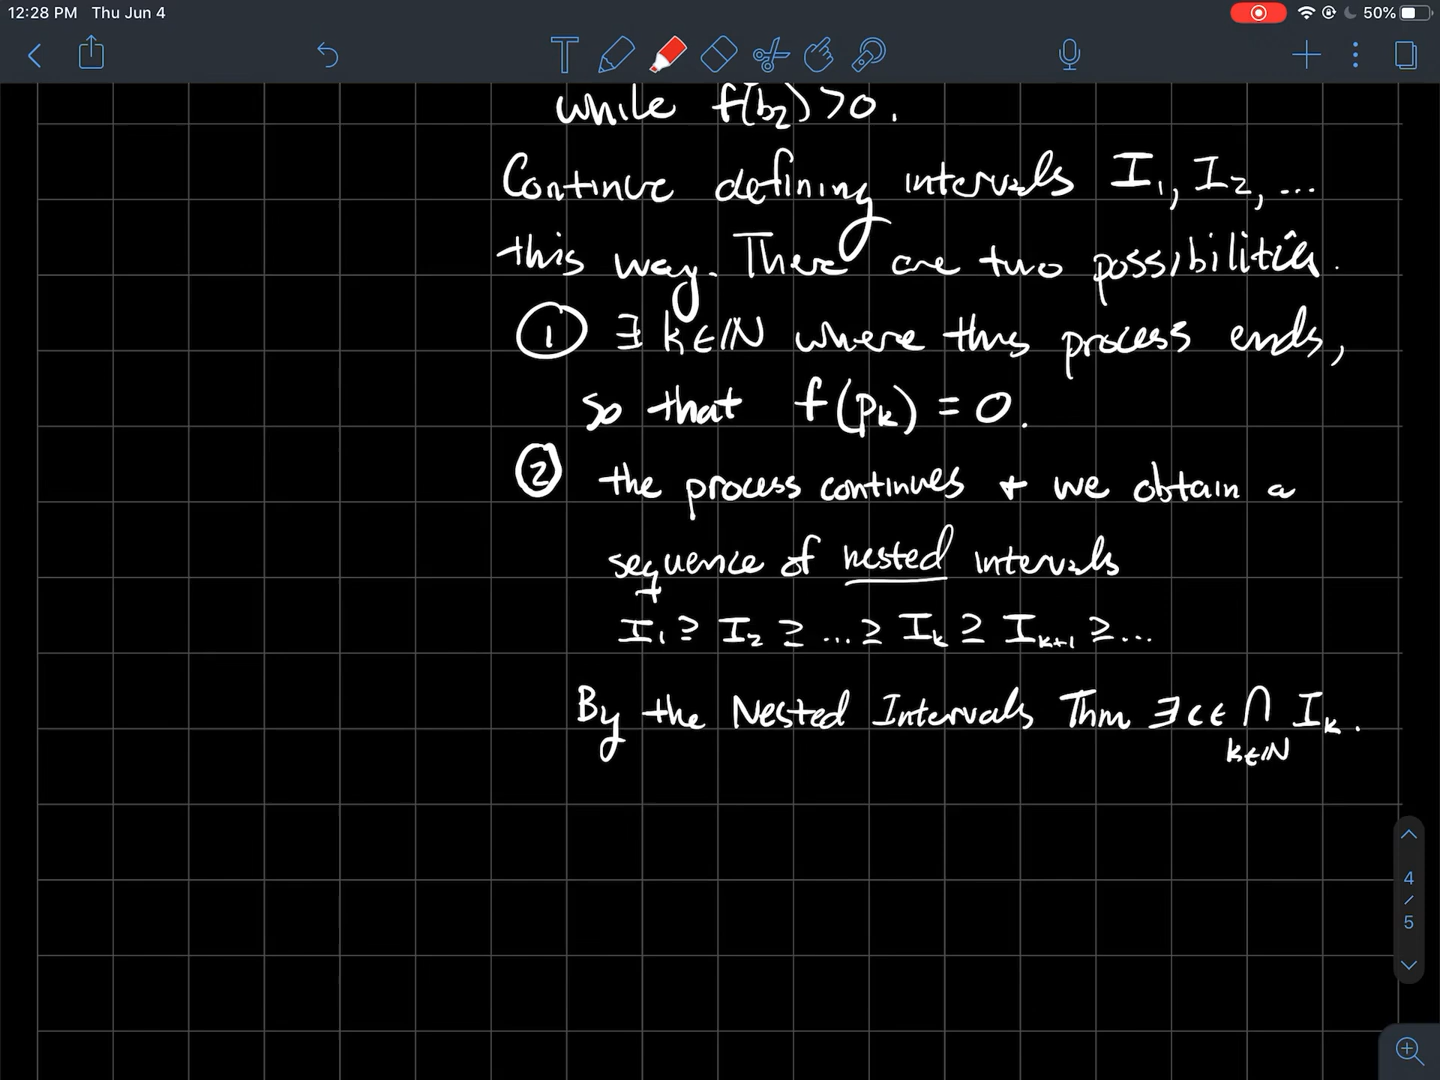 12:28 PM Thu Jun 4
50%
while f(b₂) > 0.
Continue defining intervals I₁, I₂, ...
this way. There are two possibilities.
① ∃ k ∈ ℕ where this process ends,
so that f(pₖ) = 0.
② the process continues + we obtain a
sequence of nested intervals
I₁ ⊇ I₂ ⊇ ... ⊇ Iₖ ⊇ Iₖ₊₁ ⊇ ...
By the Nested Intervals Thm ∃ c ∈ ⋂ Iₖ.
k∈ℕ
4
/
5